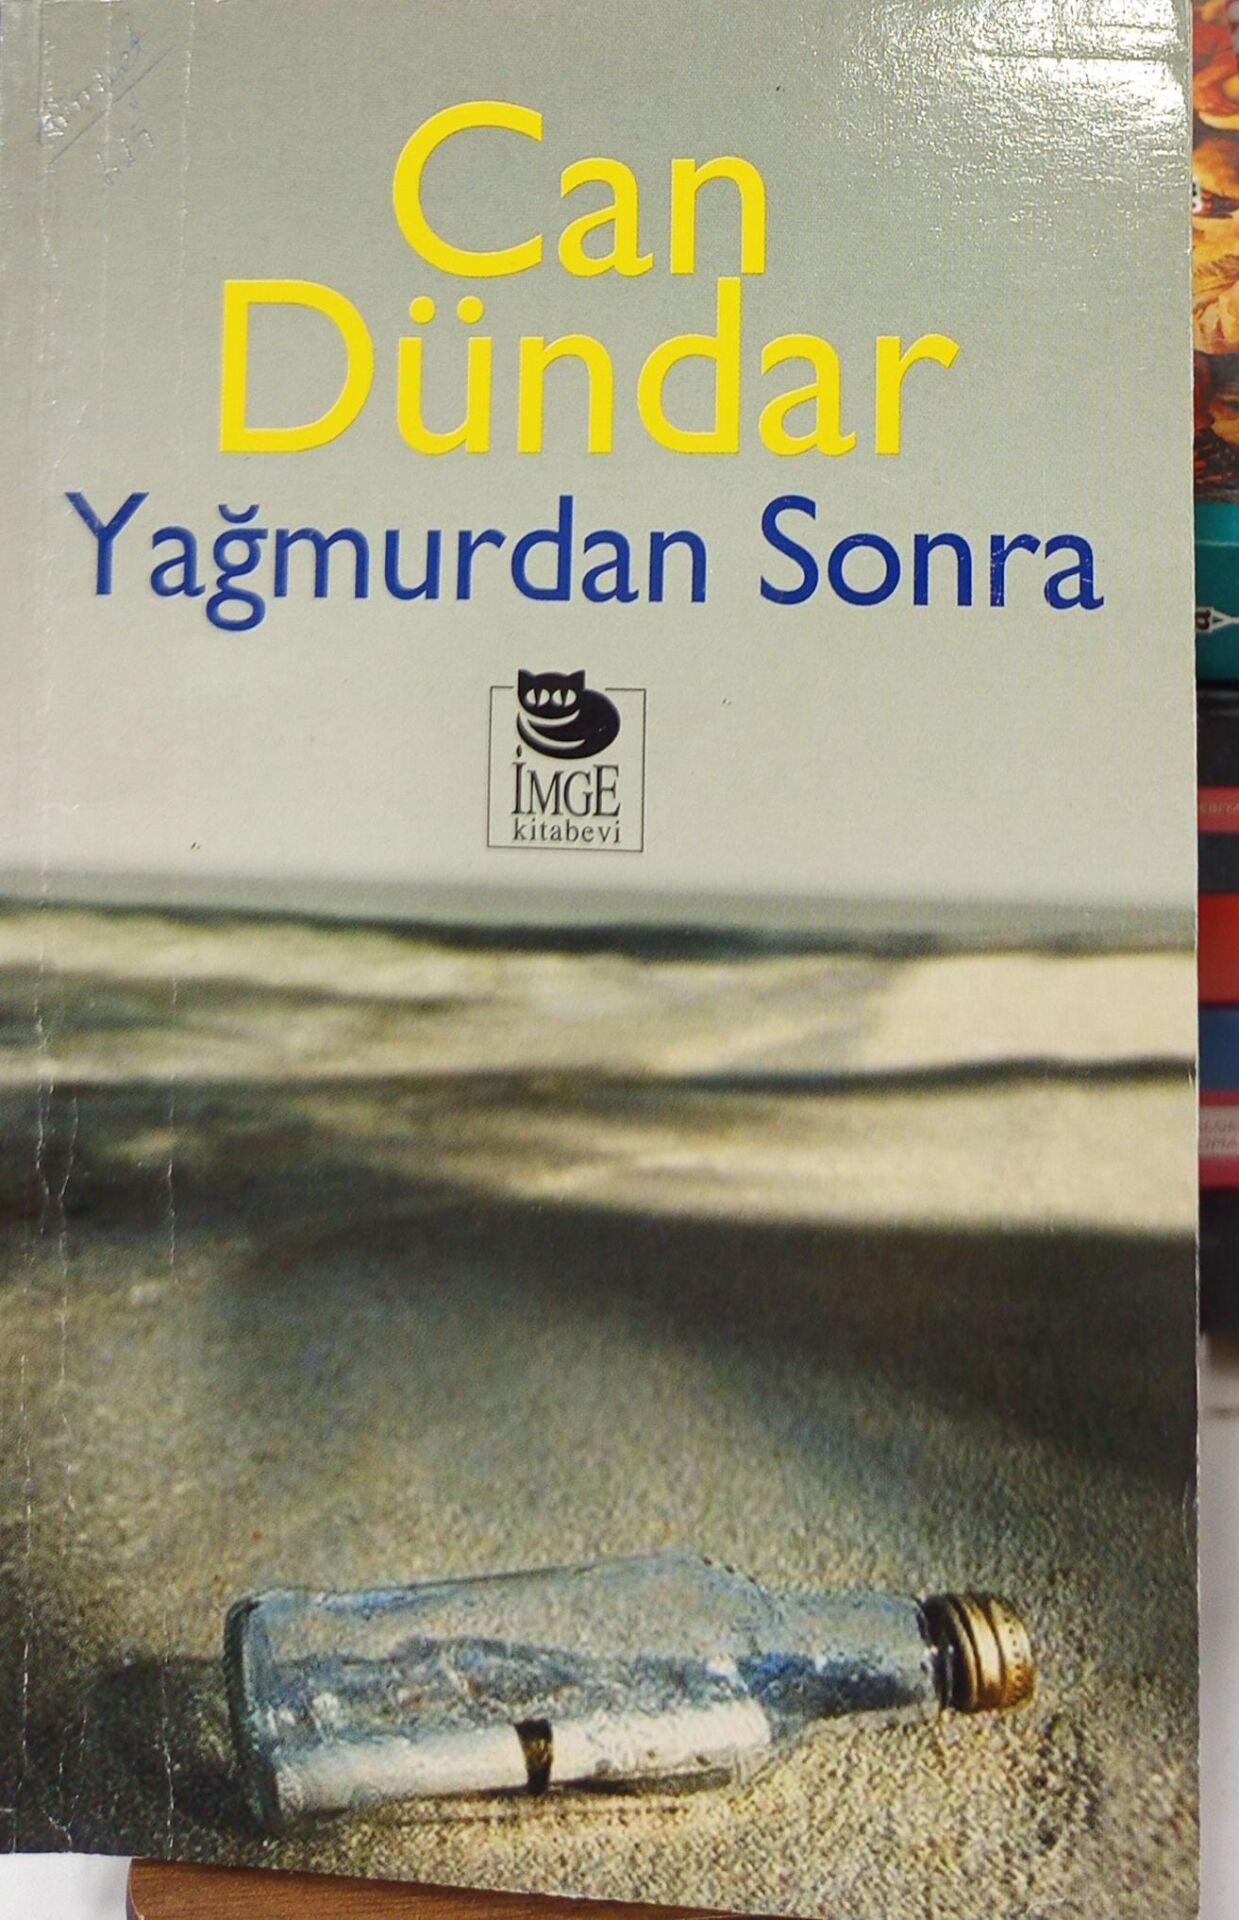 Can
Dündar
Yağmurdan Sonra
İMGE
kitabevi